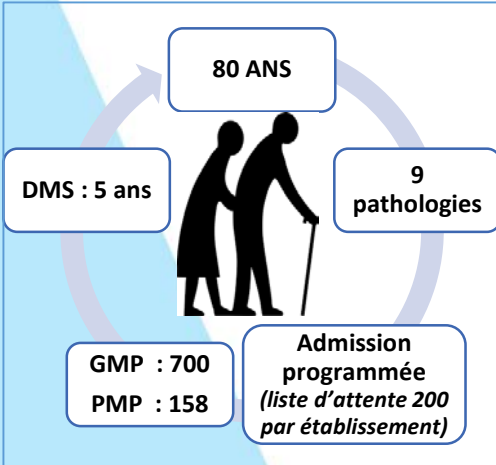 80 ANS
9
pathologies
Admission
programmée
(liste d'attente 200
par établissement)
GMP : 700
PMP : 158
DMS : 5 ans